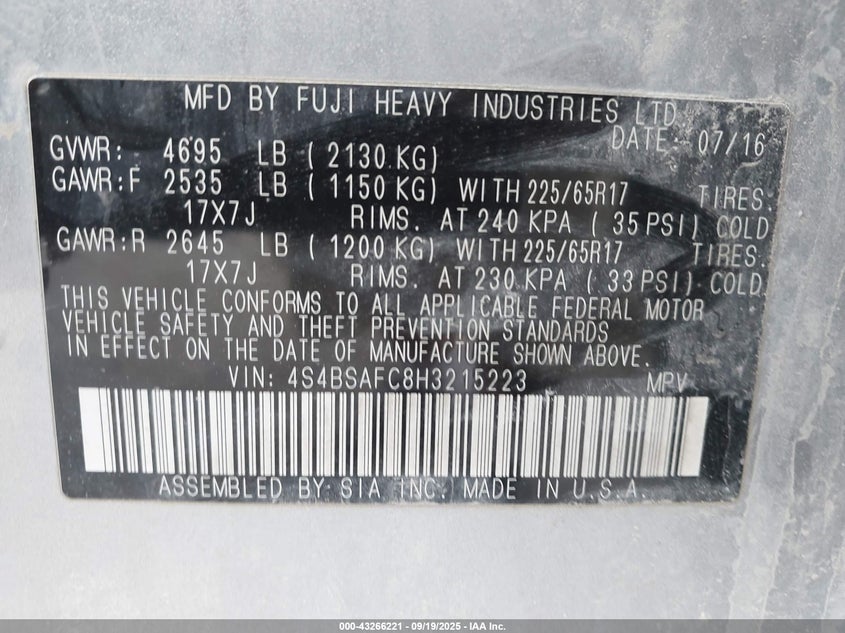 MFD BY FUJI HEAVY INDUSTRIES LTD.
DATE: 07/16
GVWR: 4695 LB ( 2130 KG)
GAWR:F 2535 LB ( 1150 KG) WITH 225/65R17 TIRES.
17X7J RIMS. AT 240 KPA ( 35 PSI) COLD
GAWR:R 2645 LB ( 1200 KG) WITH 225/65R17 TIRES.
17X7J RIMS. AT 230 KPA ( 33 PSI) COLD.
THIS VEHICLE CONFORMS TO ALL APPLICABLE FEDERAL MOTOR
VEHICLE SAFETY AND THEFT PREVENTION STANDARDS
IN EFFECT ON THE DATE OF MANUFACTURE SHOWN ABOVE.
VIN: 4S4BSAFC8H3215223 MPV
ASSEMBLED BY SIA INC. MADE IN U.S.A.
000-43266221 - 09/19/2025 - IAA Inc.